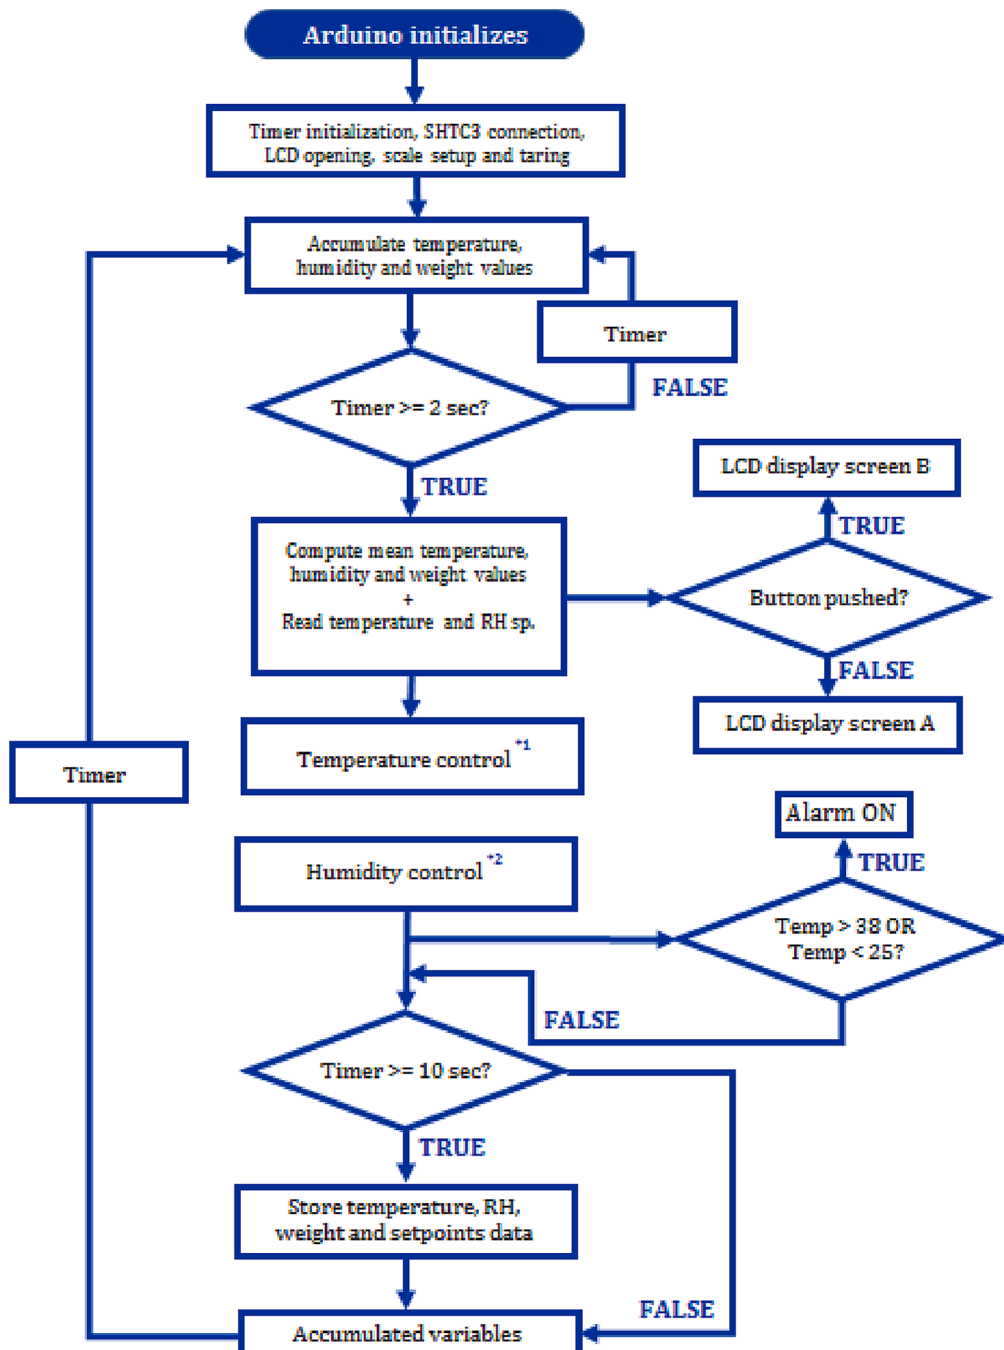 Arduino initializes
Timer initialization, SHTC3 connection,
LCD opening, scale setup and taring
Accumulate temperature,
humidity and weight values
Timer
FALSE
Timer >= 2 sec?
TRUE
LCD display screen B
TRUE
Compute mean temperature,
humidity and weight values
+
Read temperature and RH sp.
Button pushed?
FALSE
LCD display screen A
Temperature control *1
Timer
Alarm ON
TRUE
Humidity control *2
Temp > 38 OR
Temp < 25?
FALSE
Timer >= 10 sec?
TRUE
Store temperature, RH,
weight and setpoints data
FALSE
Accumulated variables